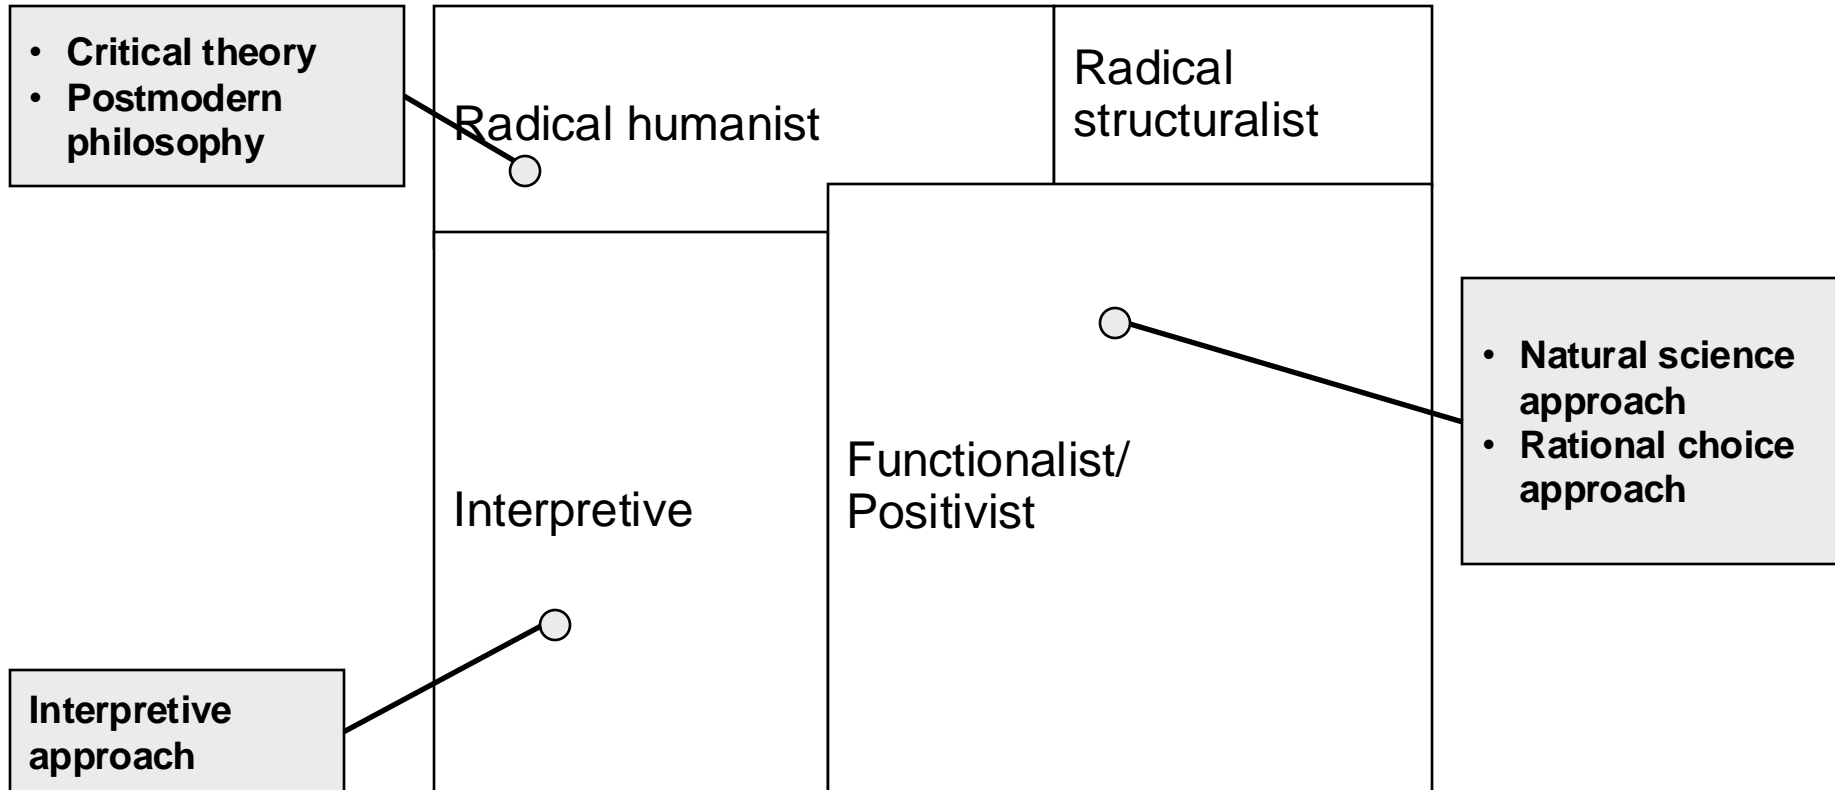 • Critical theory
• Postmodern
philosophy
Radical humanist
Radical
structuralist
• Natural science
approach
• Rational choice
approach
Functionalist/
Positivist
Interpretive
Interpretive
approach